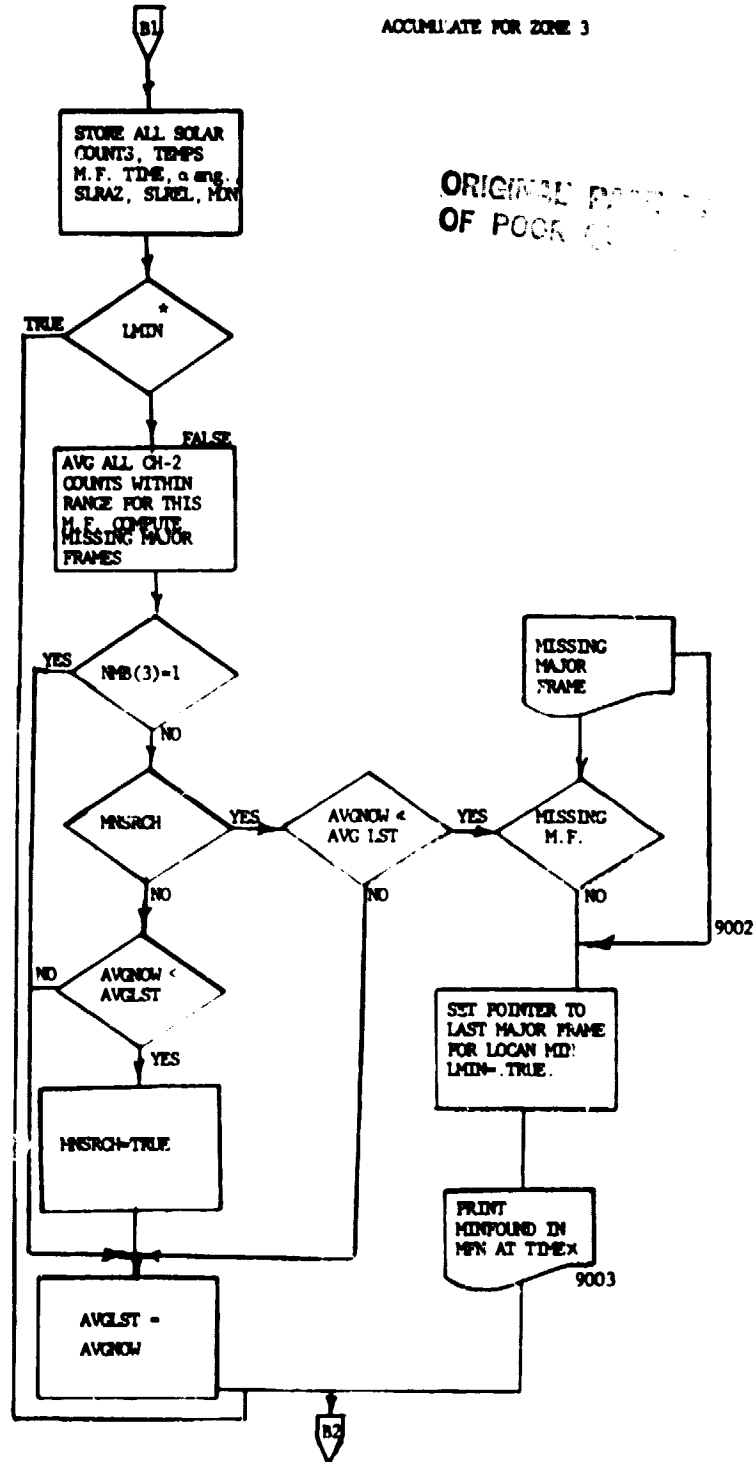 B1
ACCUMULATE FOR ZONE 3
STORE ALL SOLAR
COUNT3, TEMPS
M.F. TIME, α ang.
SLRAZ, SLREL, MON
ORIGINAL
OF POOR
*
LMIN
TRUE
FALSE
AVG ALL CH-2
COUNTS WITHIN
RANGE FOR THIS
M.F. COMPUTE
MISSING MAJOR
FRAMES
NMB(3)=1
YES
NO
MISSING
MAJOR
FRAME
MNSRCH
YES
AVGNOW <
AVG LST
YES
MISSING
M.F.
NO
NO
NO
9002
AVGNOW <
AVGLST
NO
YES
SET POINTER TO
LAST MAJOR FRAME
FOR LOCAN MIN
LMIN=.TRUE.
MNSRCH=TRUE
PRINT
MINFOUND IN
MFN AT TIMEX
9003
AVGLST =
AVGNOW
B2